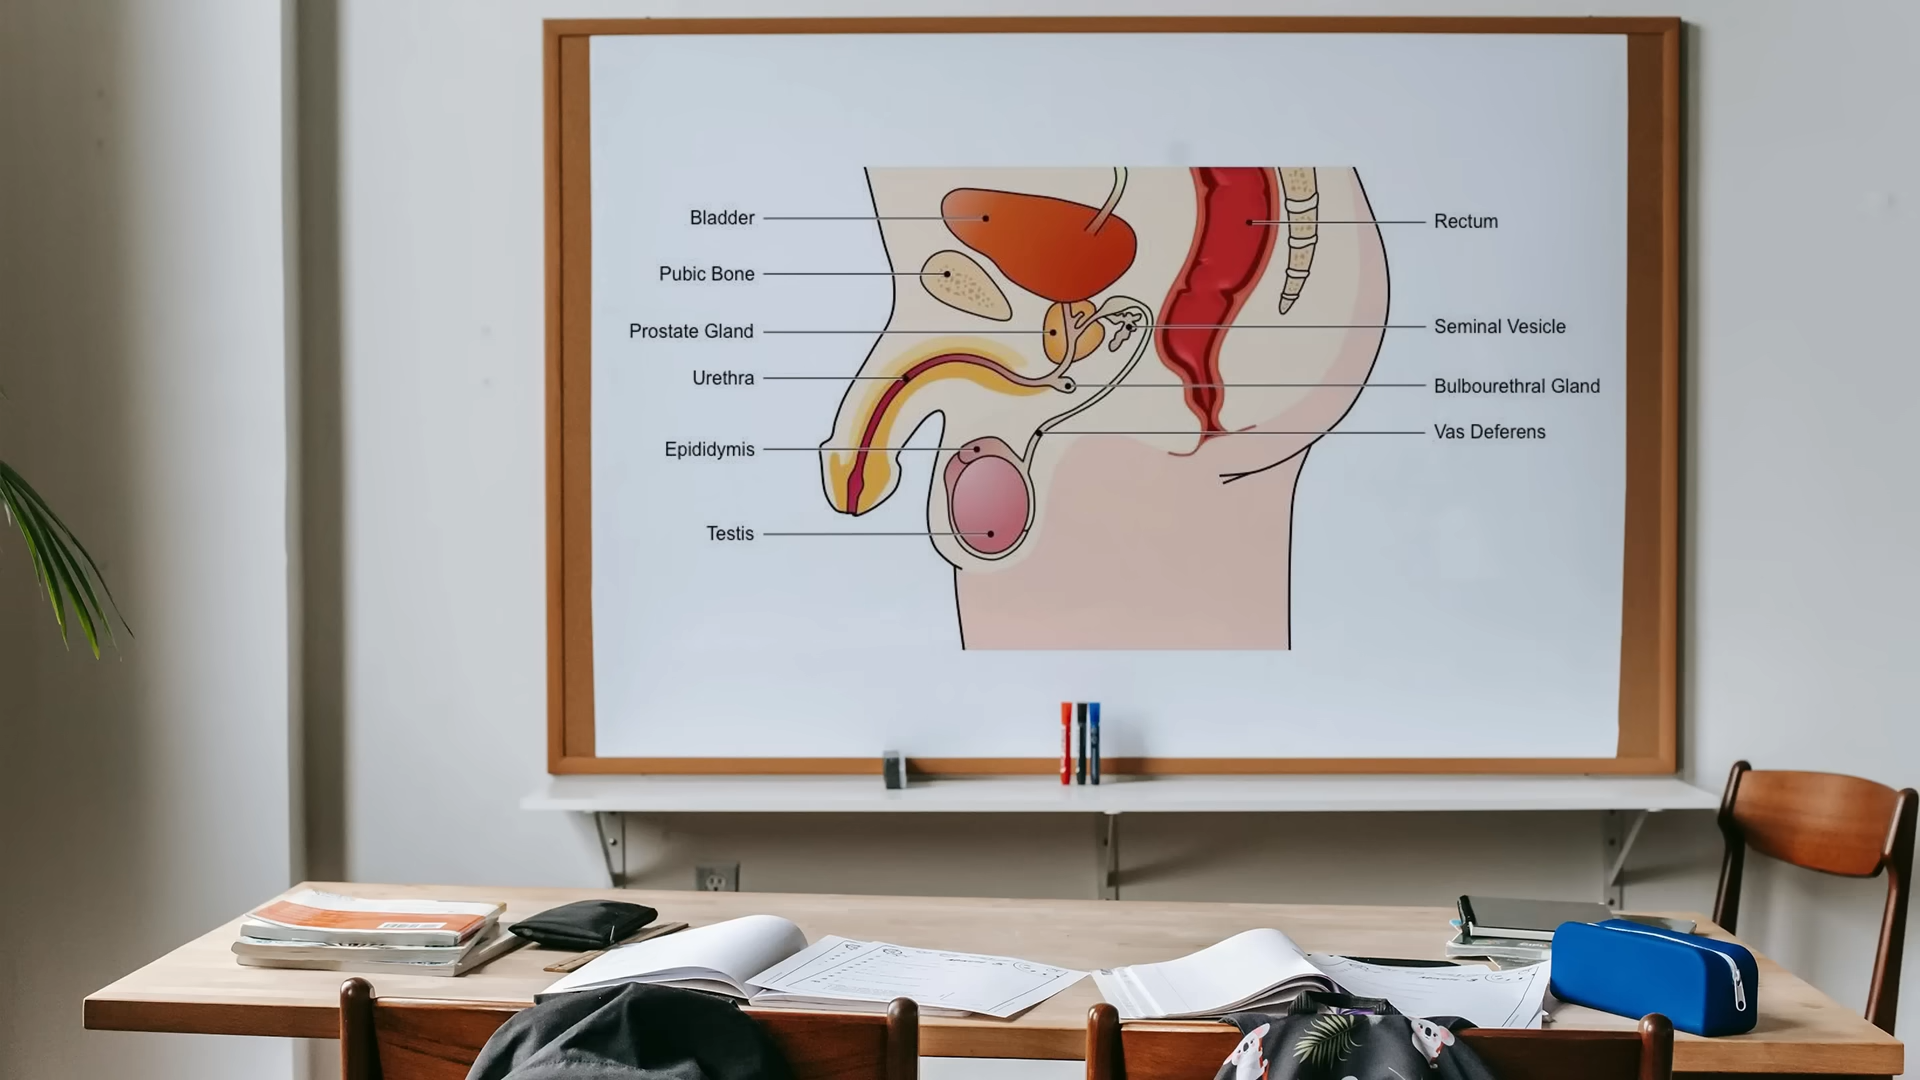 Bladder
Pubic Bone
Prostate Gland
Urethra
Epididymis
Testis
Rectum
Seminal Vesicle
Bulbourethral Gland
Vas Deferens